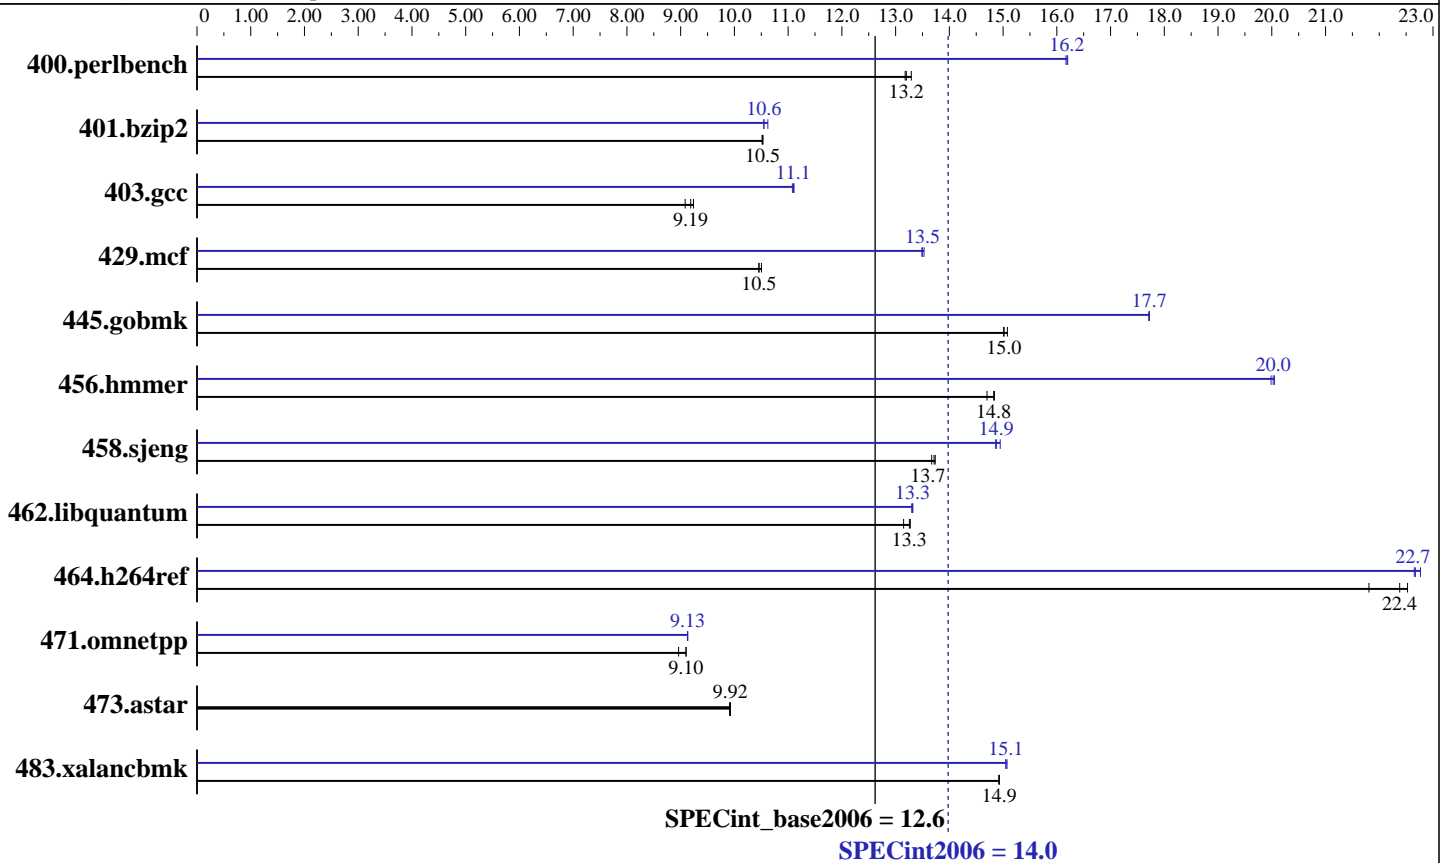 0 1.00 2.00 3.00 4.00 5.00 6.00 7.00 8.00 9.00 10.0 11.0 12.0 13.0 14.0 15.0 16.0 17.0 18.0 19.0 20.0 21.0 23.0
400.perlbench
16.2
13.2
401.bzip2
10.6
10.5
403.gcc
11.1
9.19
429.mcf
13.5
10.5
445.gobmk
17.7
15.0
456.hmmer
20.0
14.8
458.sjeng
14.9
13.7
462.libquantum
13.3
13.3
464.h264ref
22.7
22.4
471.omnetpp
9.13
9.10
473.astar
9.92
483.xalancbmk
15.1
14.9
SPECint_base2006 = 12.6
SPECint2006 = 14.0